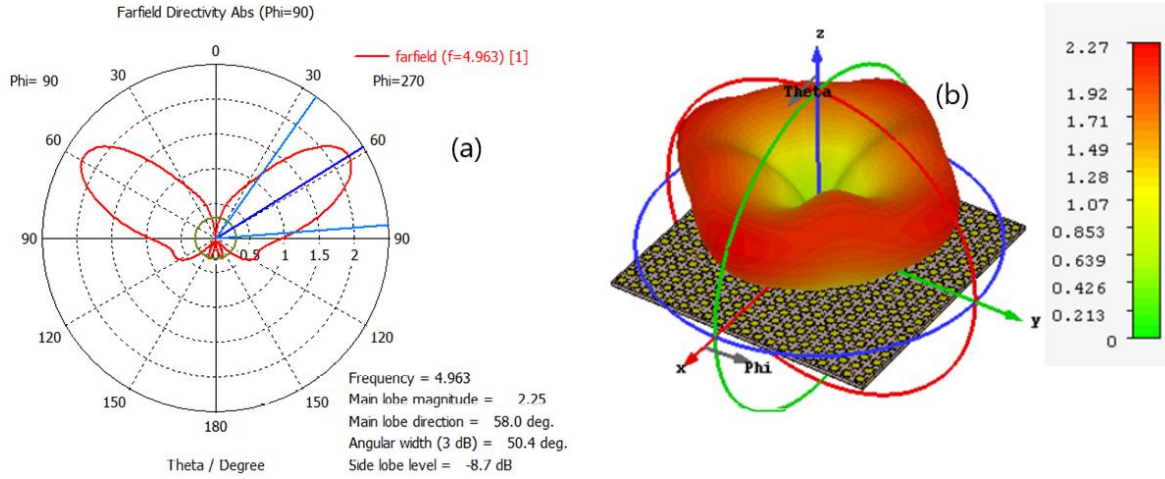 Farfield Directivity Abs (Phi=90)
farfield (f=4.963) [1]
Phi= 90
30
0
30
Phi=270
60
60
(a)
90
0.5
1
1.5
2
90
120
120
150
150
180
Theta / Degree
Frequency = 4.963
Main lobe magnitude = 2.25
Main lobe direction = 58.0 deg.
Angular width (3 dB) = 50.4 deg.
Side lobe level = -8.7 dB
z
Theta
(b)
y
x
Phi
2.27
1.92
1.71
1.49
1.28
1.07
0.853
0.639
0.426
0.213
0